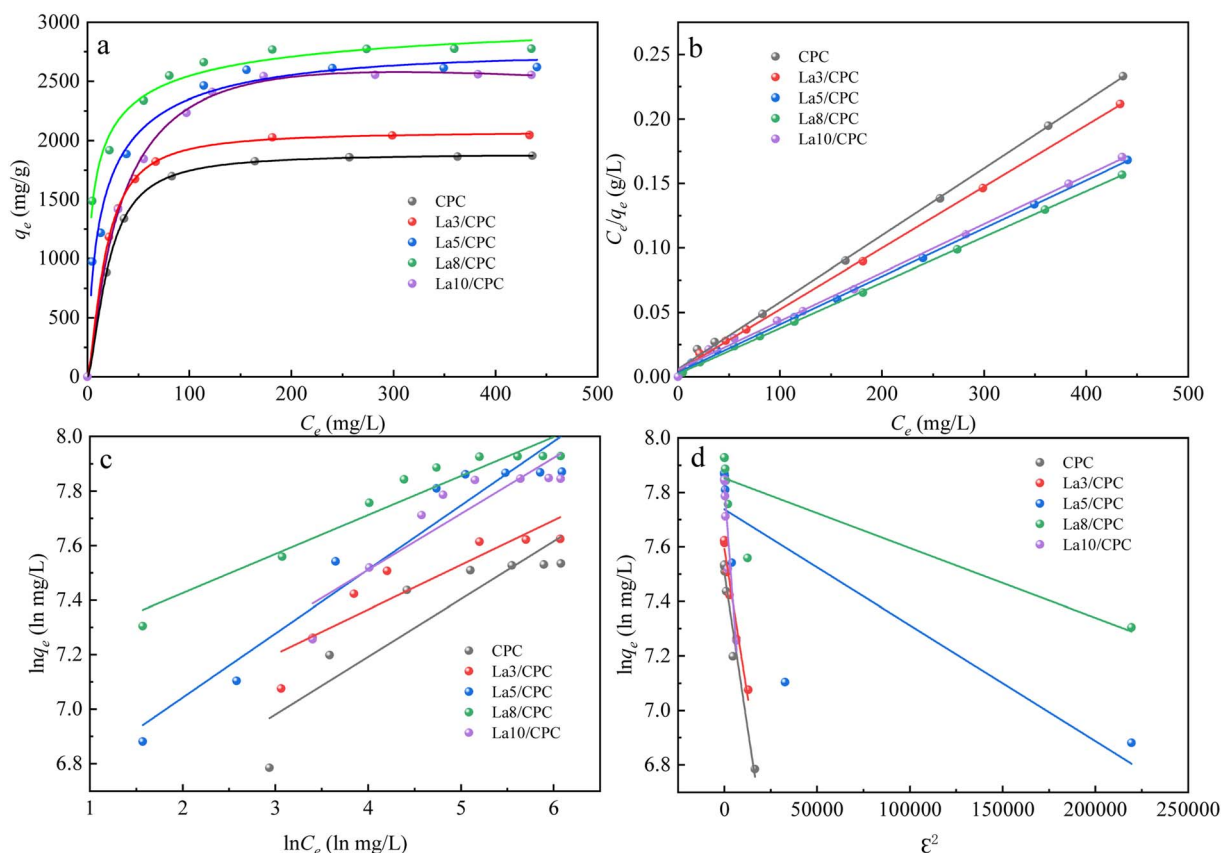 a
3000
2500
2000
1500
1000
500
0
qe (mg/g)
CPC
La3/CPC
La5/CPC
La8/CPC
La10/CPC
0 100 200 300 400 500
Ce (mg/L)
b
0.25
0.20
0.15
0.10
0.05
0.00
Ce/qe (g/L)
CPC
La3/CPC
La5/CPC
La8/CPC
La10/CPC
0 100 200 300 400 500
Ce (mg/L)
c
8.0
7.8
7.6
7.4
7.2
7.0
6.8
lnqe (ln mg/L)
CPC
La3/CPC
La5/CPC
La8/CPC
La10/CPC
1 2 3 4 5 6
lnCe (ln mg/L)
d
8.0
7.8
7.6
7.4
7.2
7.0
6.8
lnqe (ln mg/L)
CPC
La3/CPC
La5/CPC
La8/CPC
La10/CPC
0 50000 100000 150000 200000 250000
ε²